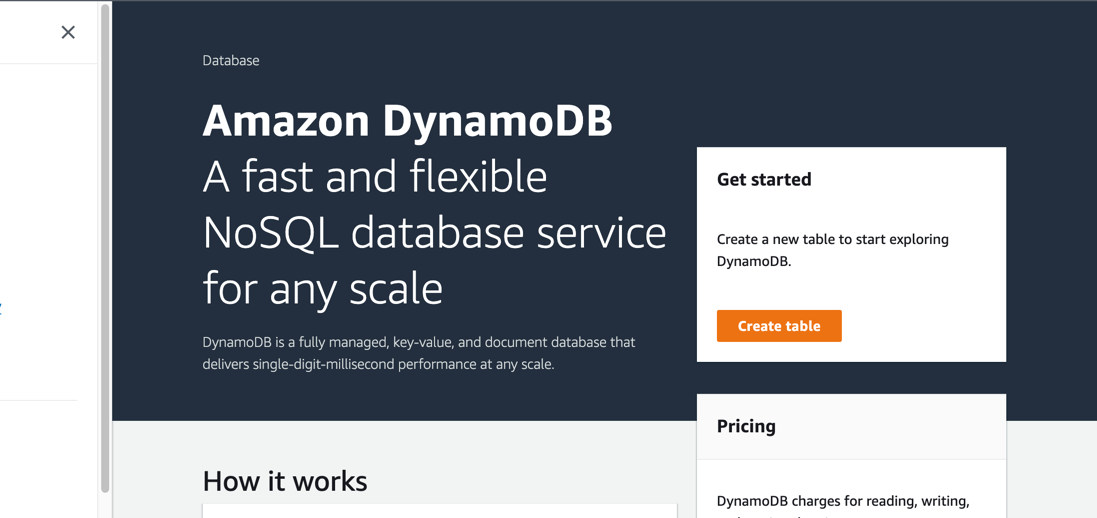 Database
Amazon DynamoDB
A fast and flexible
NoSQL database service
for any scale
DynamoDB is a fully managed, key-value, and document database that
delivers single-digit-millisecond performance at any scale.
Get started
Create a new table to start exploring
DynamoDB.
Create table
Pricing
DynamoDB charges for reading, writing,
How it works